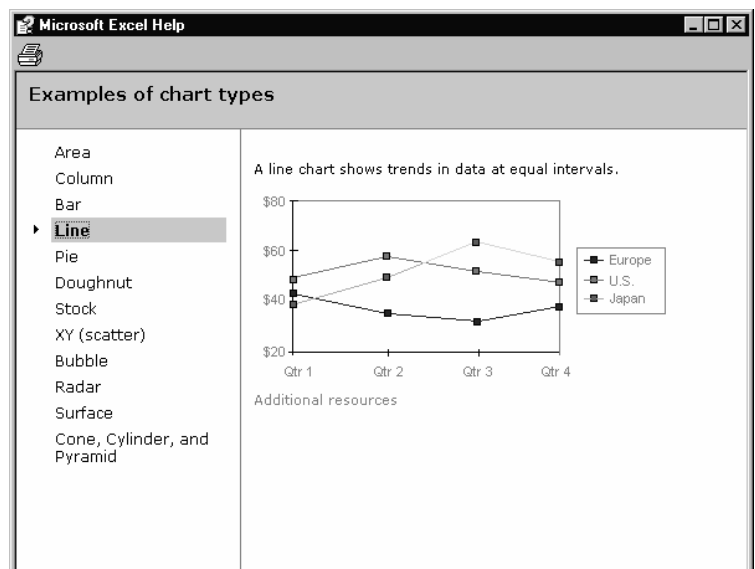 Microsoft Excel Help
Examples of chart types
Area
Column
Bar
Line
Pie
Doughnut
Stock
XY (scatter)
Bubble
Radar
Surface
Cone, Cylinder, and
Pyramid
A line chart shows trends in data at equal intervals.
$80
$60
$40
$20
Qtr 1 Qtr 2 Qtr 3 Qtr 4
Europe
U.S.
Japan
Additional resources